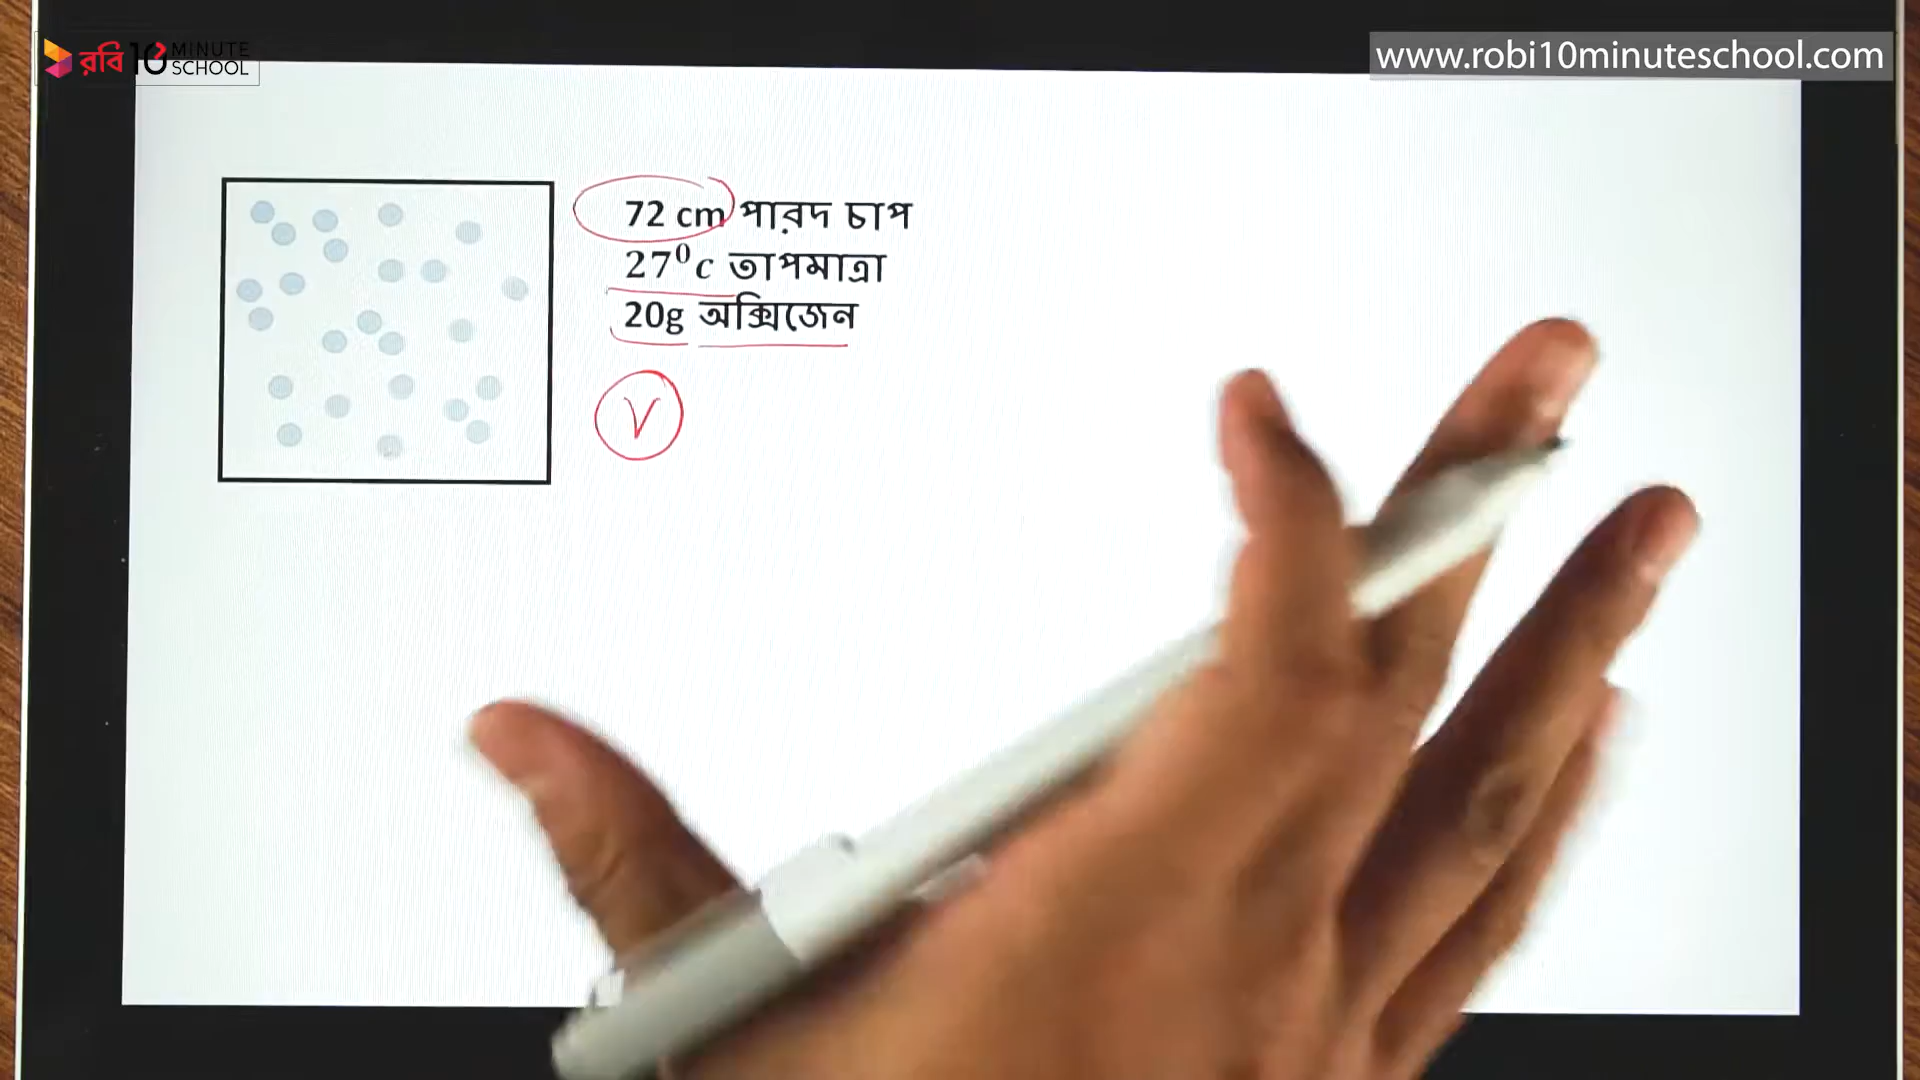 রবি 10 MINUTE SCHOOL
www.robi10minuteschool.com
72 cm পারদ চাপ
27⁰c তাপমাত্রা
20g অক্সিজেন
V